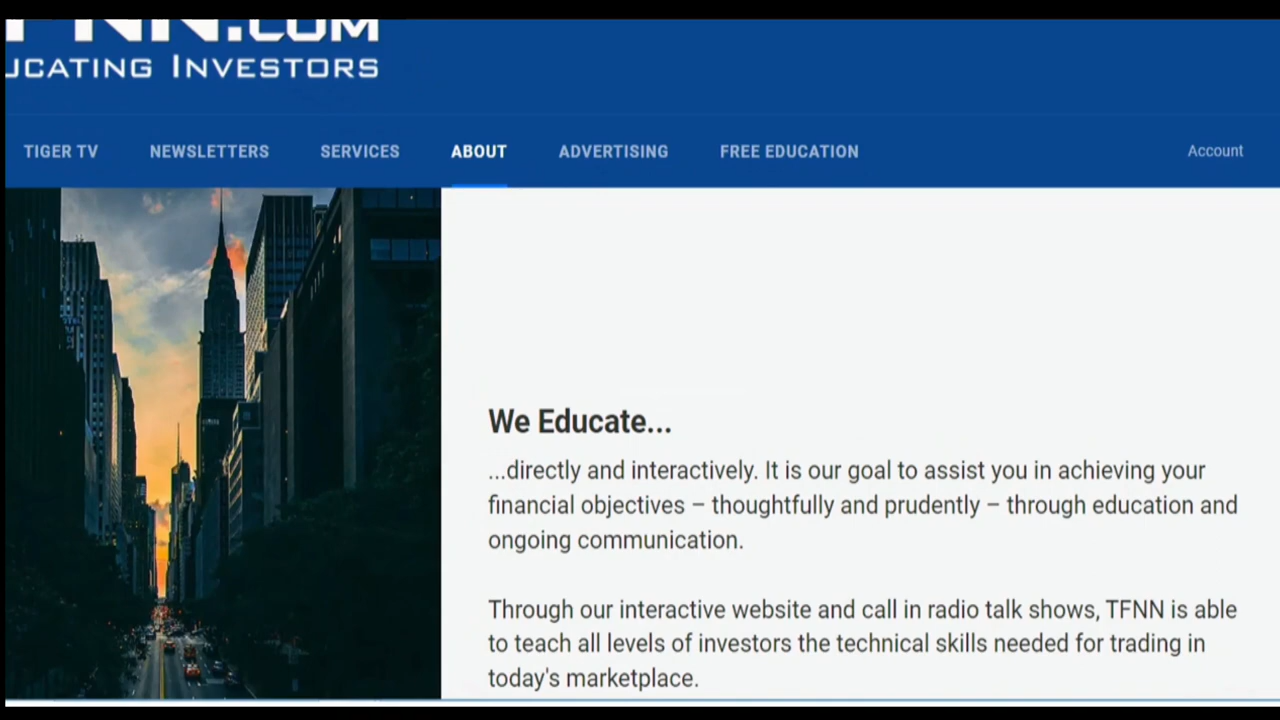 TFNN.COM
UCATING INVESTORS
TIGER TV NEWSLETTERS SERVICES ABOUT ADVERTISING FREE EDUCATION Account
We Educate...
...directly and interactively. It is our goal to assist you in achieving your
financial objectives – thoughtfully and prudently – through education and
ongoing communication.
Through our interactive website and call in radio talk shows, TFNN is able
to teach all levels of investors the technical skills needed for trading in
today's marketplace.